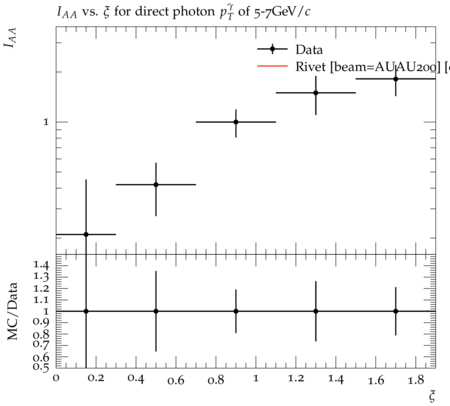 I_AA vs. ξ for direct photon p_T^γ of 5-7GeV/c
I_AA
Data
Rivet [beam=AUAU200] [
1
MC/Data
1.4
1.3
1.2
1.1
1
0.9
0.8
0.7
0.6
0.5
0 0.2 0.4 0.6 0.8 1 1.2 1.4 1.6 1.8
ξ